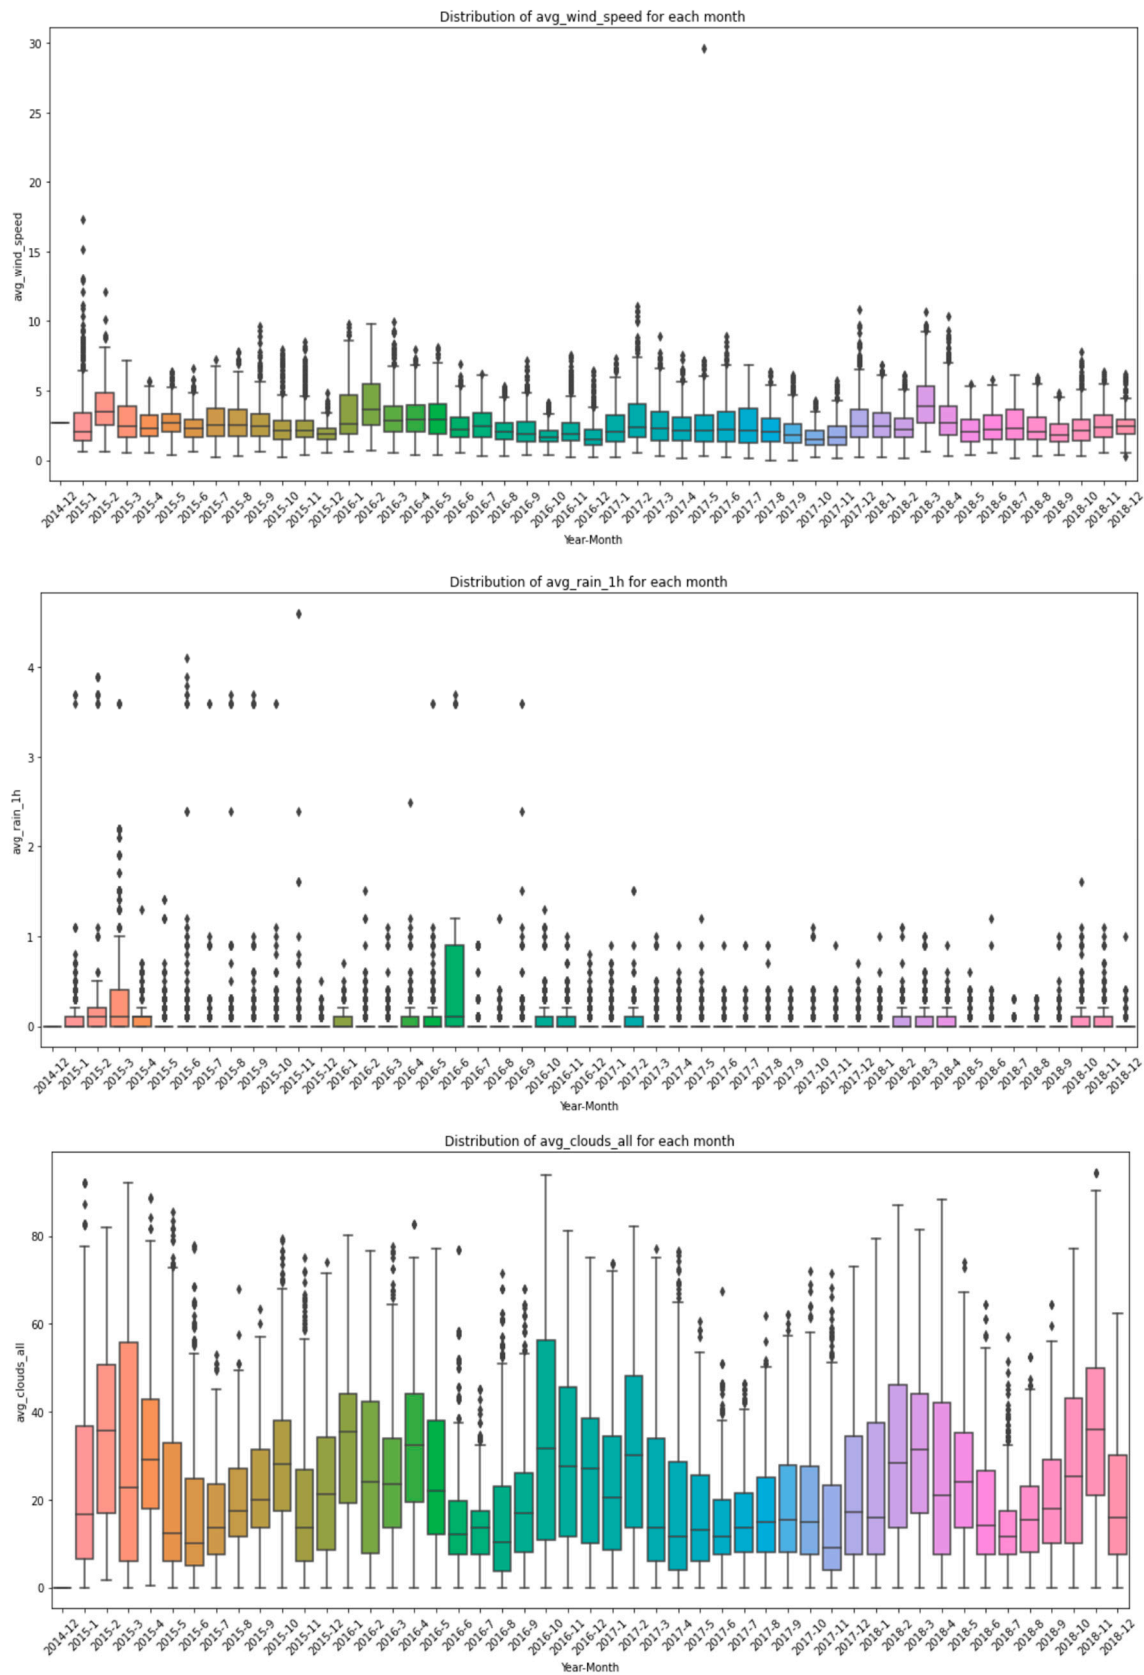 Distribution of avg_wind_speed for each month
30
25
20
15
10
5
0
avg_wind_speed
2014-12 2015-1 2015-2 2015-3 2015-4 2015-5 2015-6 2015-7 2015-8 2015-9 2015-10 2015-11 2015-12 2016-1 2016-2 2016-3 2016-4 2016-5 2016-6 2016-7 2016-8 2016-9 2016-10 2016-11 2016-12 2017-1 2017-2 2017-3 2017-4 2017-5 2017-6 2017-7 2017-8 2017-9 2017-10 2017-11 2017-12 2018-1 2018-2 2018-3 2018-4 2018-5 2018-6 2018-7 2018-8 2018-9 2018-10 2018-11 2018-12
Year-Month
Distribution of avg_rain_1h for each month
4
3
2
1
0
avg_rain_1h
2014-12 2015-1 2015-2 2015-3 2015-4 2015-5 2015-6 2015-7 2015-8 2015-9 2015-10 2015-11 2015-12 2016-1 2016-2 2016-3 2016-4 2016-5 2016-6 2016-7 2016-8 2016-9 2016-10 2016-11 2016-12 2017-1 2017-2 2017-3 2017-4 2017-5 2017-6 2017-7 2017-8 2017-9 2017-10 2017-11 2017-12 2018-1 2018-2 2018-3 2018-4 2018-5 2018-6 2018-7 2018-8 2018-9 2018-10 2018-11 2018-12
Year-Month
Distribution of avg_clouds_all for each month
80
60
40
20
0
avg_clouds_all
2014-12 2015-1 2015-2 2015-3 2015-4 2015-5 2015-6 2015-7 2015-8 2015-9 2015-10 2015-11 2015-12 2016-1 2016-2 2016-3 2016-4 2016-5 2016-6 2016-7 2016-8 2016-9 2016-10 2016-11 2016-12 2017-1 2017-2 2017-3 2017-4 2017-5 2017-6 2017-7 2017-8 2017-9 2017-10 2017-11 2017-12 2018-1 2018-2 2018-3 2018-4 2018-5 2018-6 2018-7 2018-8 2018-9 2018-10 2018-11 2018-12
Year-Month